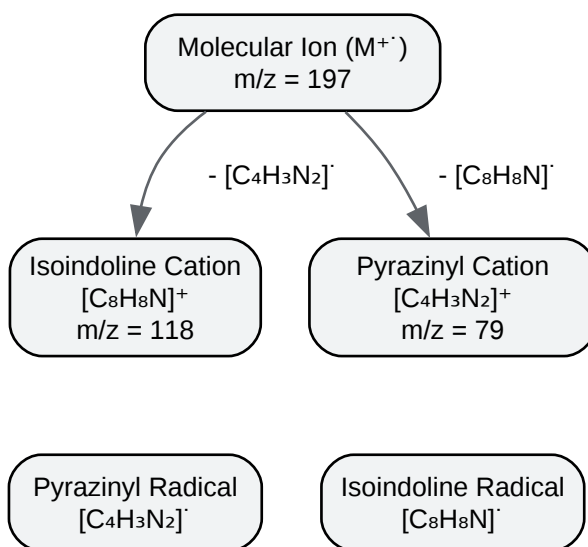 Molecular Ion (M⁺˙)
m/z = 197
- [C₄H₃N₂]˙
- [C₈H₈N]˙
Isoindoline Cation
[C₈H₈N]⁺
m/z = 118
Pyrazinyl Cation
[C₄H₃N₂]⁺
m/z = 79
Pyrazinyl Radical
[C₄H₃N₂]˙
Isoindoline Radical
[C₈H₈N]˙